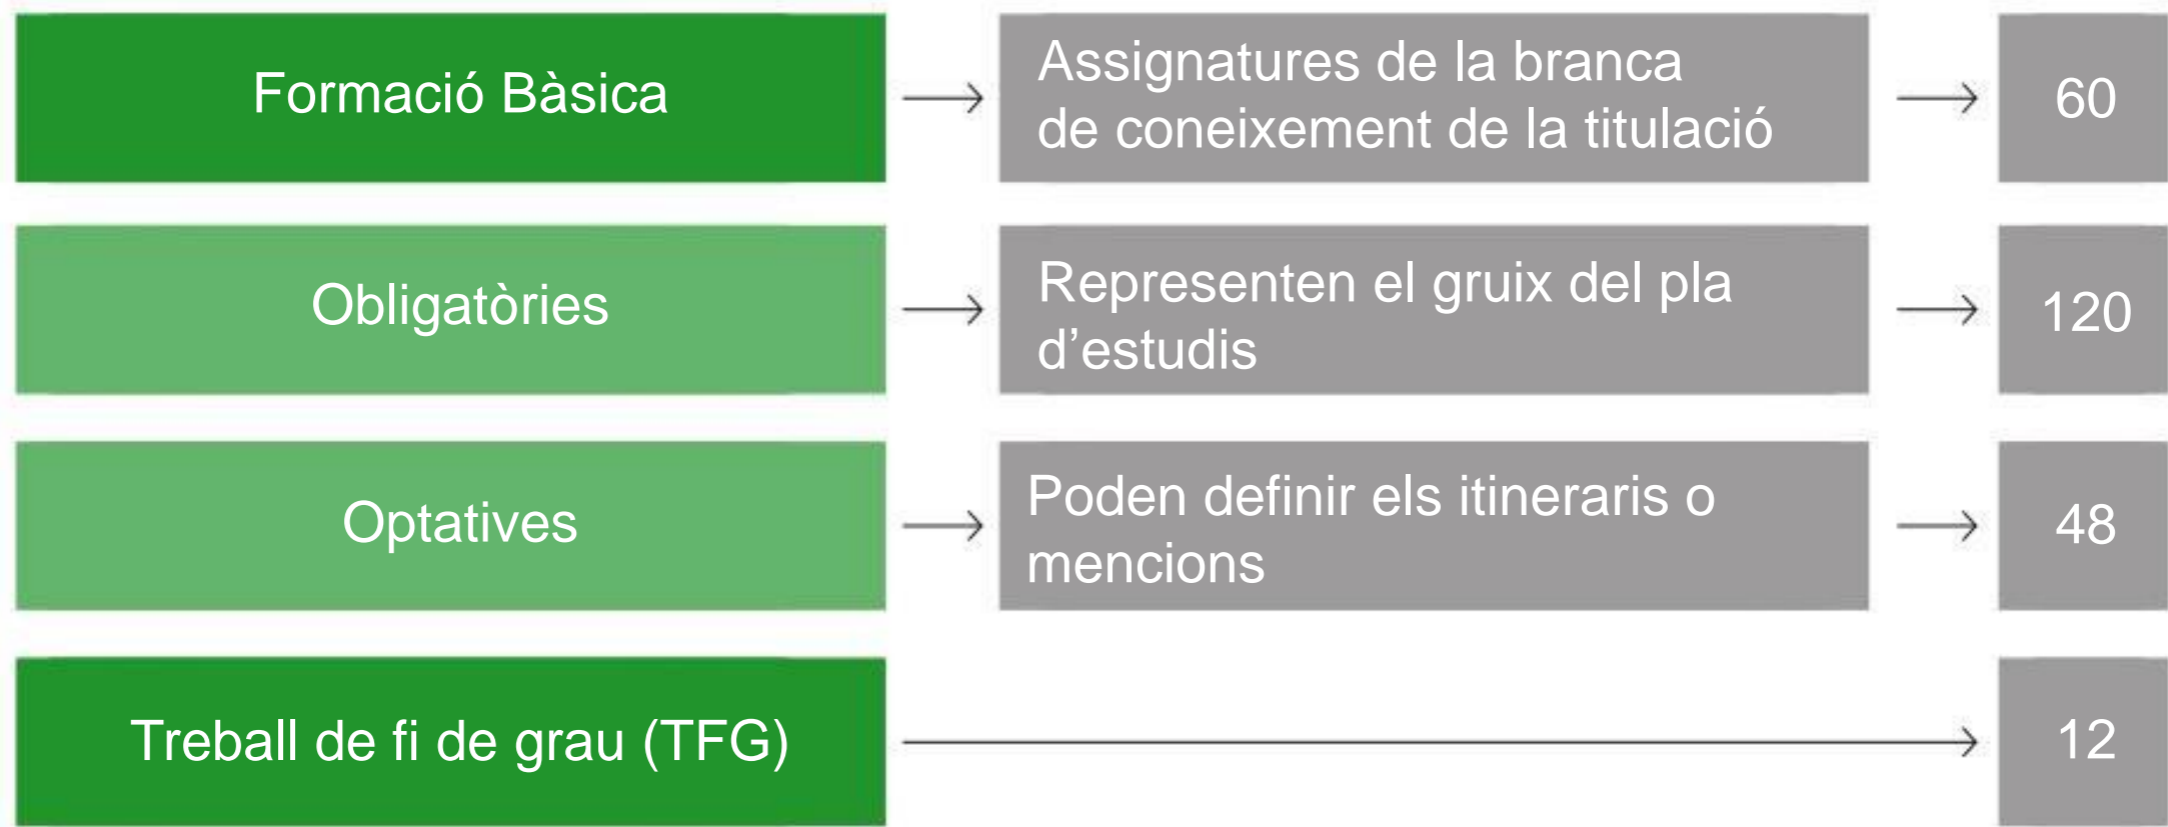 Formació Bàsica
Assignatures de la branca
de coneixement de la titulació
60
Obligatòries
Representen el gruix del pla
d’estudis
120
Optatives
Poden definir els itineraris o
mencions
48
Treball de fi de grau (TFG)
12